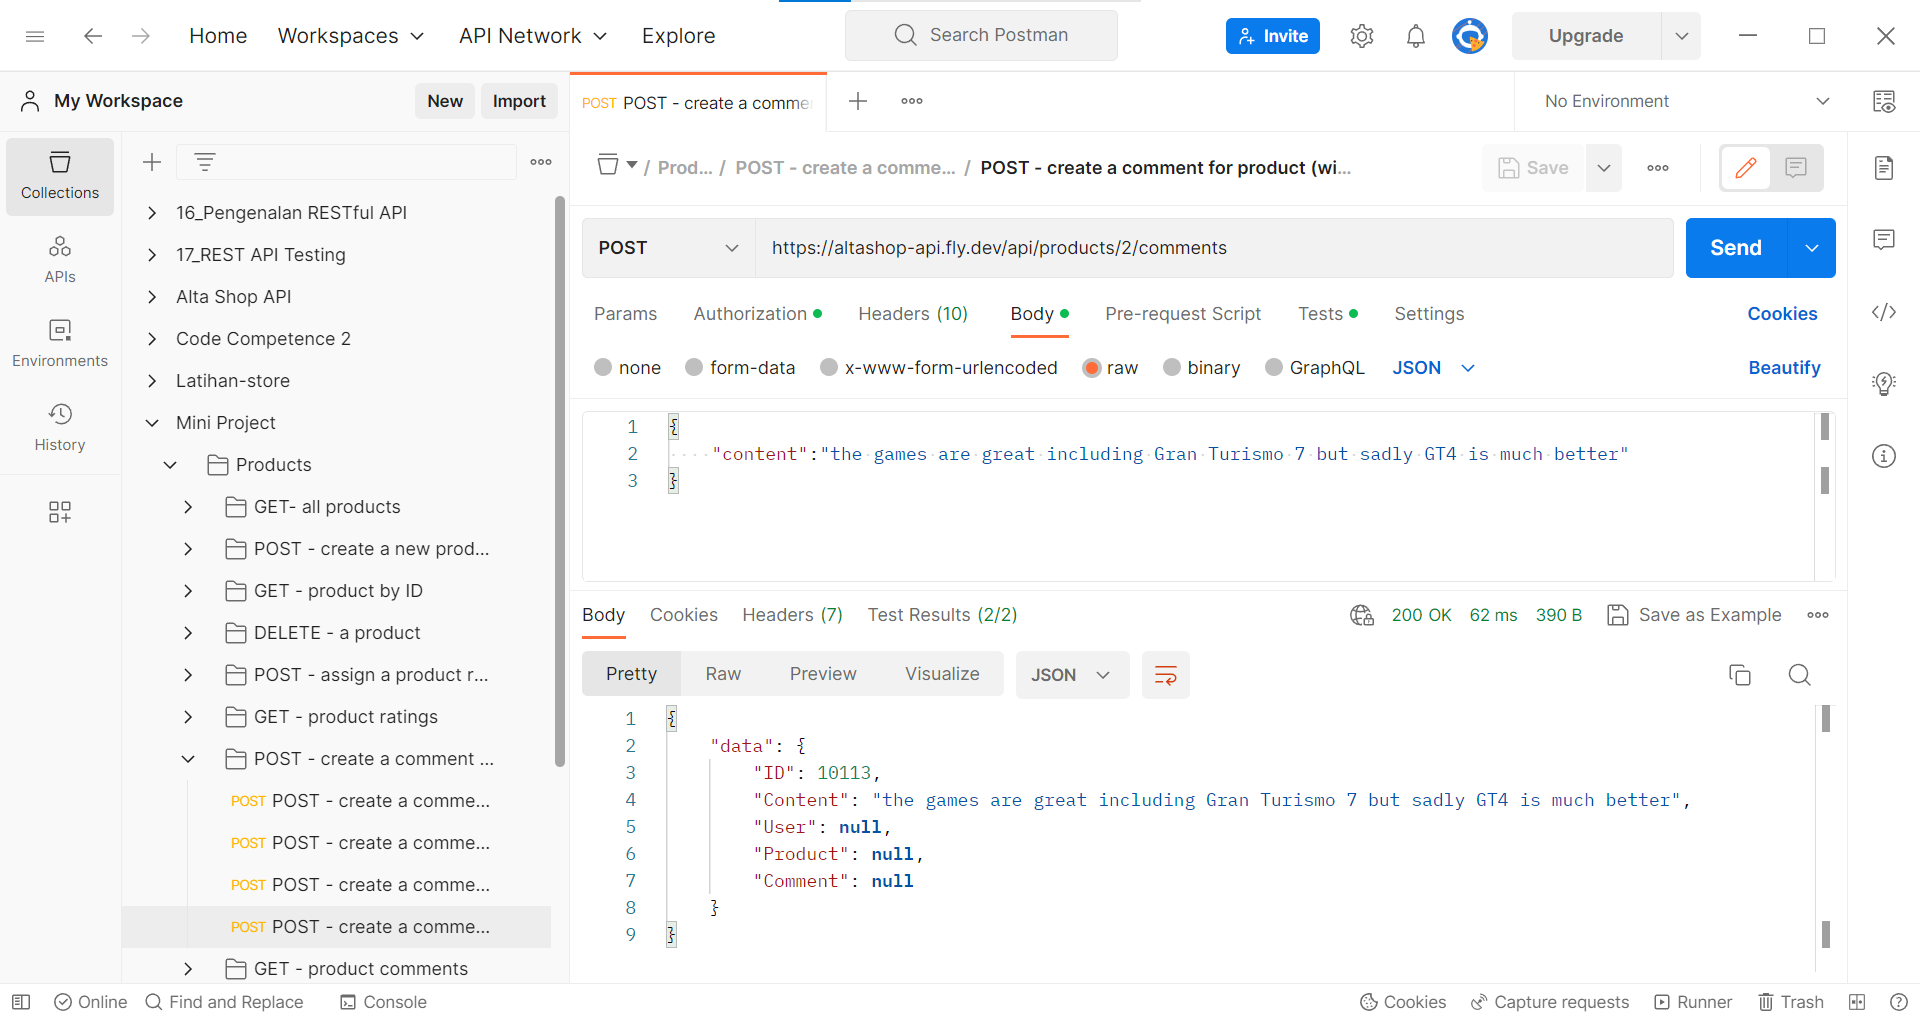 Home Workspaces API Network Explore Search Postman Invite Upgrade
My Workspace New Import
POST POST - create a comme
No Environment
Collections
APIs
Environments
History
16_Pengenalan RESTful API
17_REST API Testing
Alta Shop API
Code Competence 2
Latihan-store
Mini Project
Products
GET- all products
POST - create a new prod...
GET - product by ID
DELETE - a product
POST - assign a product r...
GET - product ratings
POST - create a comment ...
POST POST - create a comme...
POST POST - create a comme...
POST POST - create a comme...
POST POST - create a comme...
GET - product comments
/ Prod... / POST - create a comme... / POST - create a comment for product (wi...
Save
POST https://altashop-api.fly.dev/api/products/2/comments Send
Params Authorization Headers (10) Body Pre-request Script Tests Settings Cookies
none form-data x-www-form-urlencoded raw binary GraphQL JSON Beautify
1 {
2 "content":"the games are great including Gran Turismo 7 but sadly GT4 is much better"
3 }
Body Cookies Headers (7) Test Results (2/2) 200 OK 62 ms 390 B Save as Example
Pretty Raw Preview Visualize JSON
1 {
2 "data": {
3 "ID": 10113,
4 "Content": "the games are great including Gran Turismo 7 but sadly GT4 is much better",
5 "User": null,
6 "Product": null,
7 "Comment": null
8 }
9 }
Online Find and Replace Console Cookies Capture requests Runner Trash